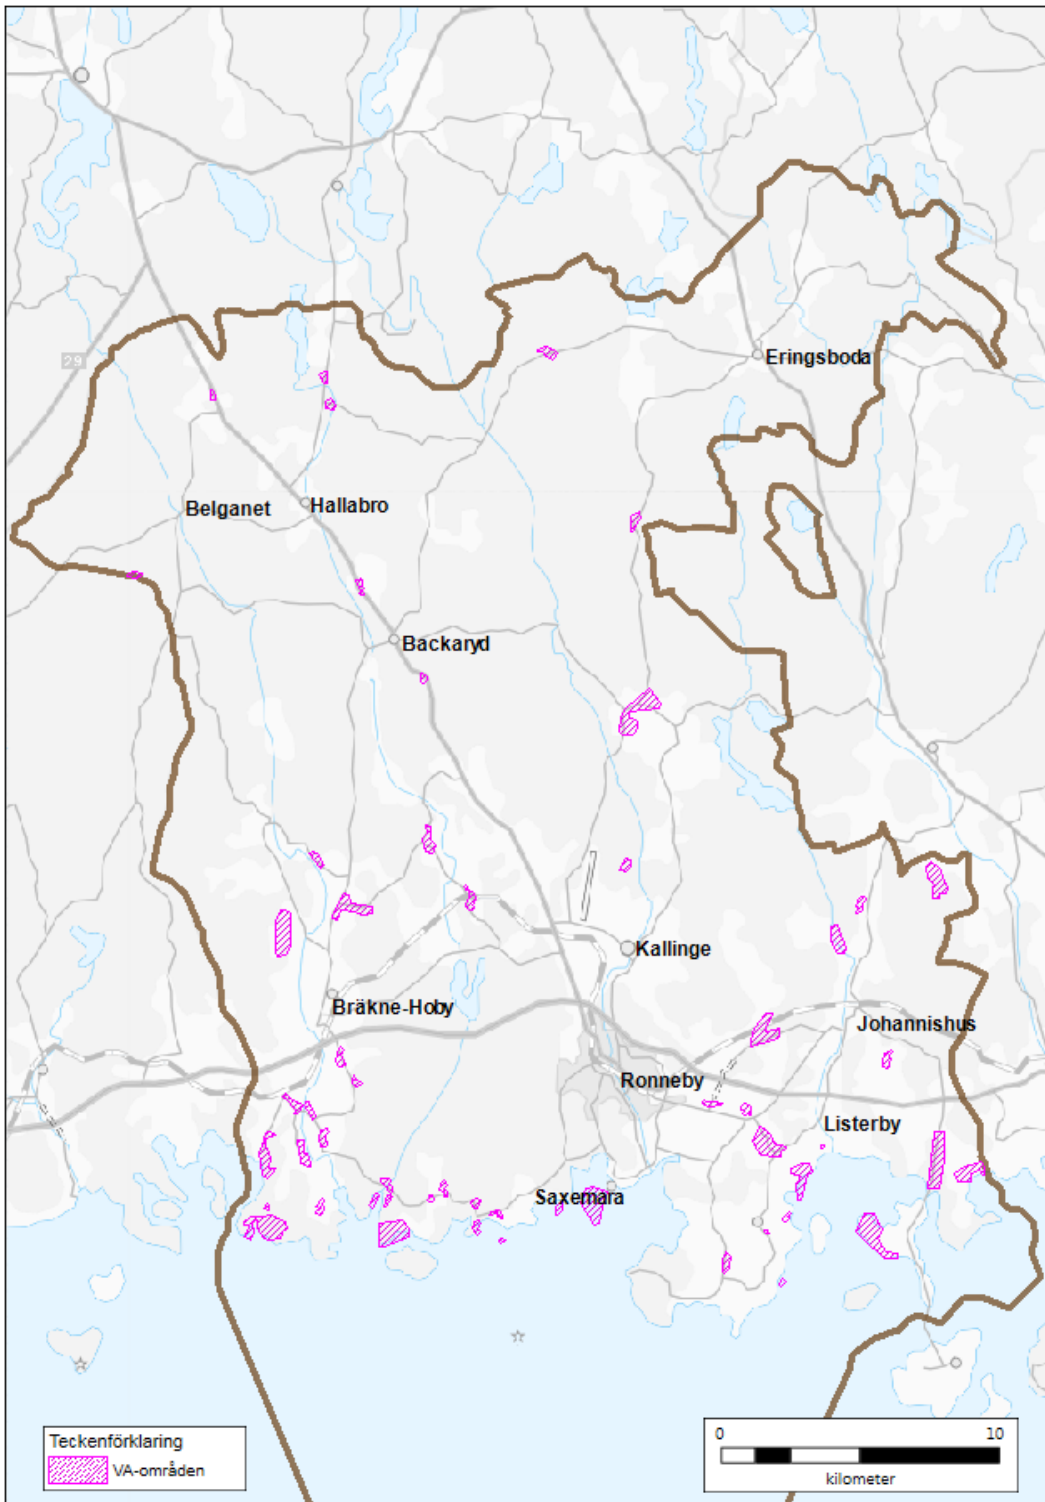 29
Eringsboda
Belganet
Hallabro
Backaryd
Kallinge
Bräkne-Hoby
Johannishus
Ronneby
Listerby
Saxemara
Teckenförklaring
VA-områden
0 10
kilometer